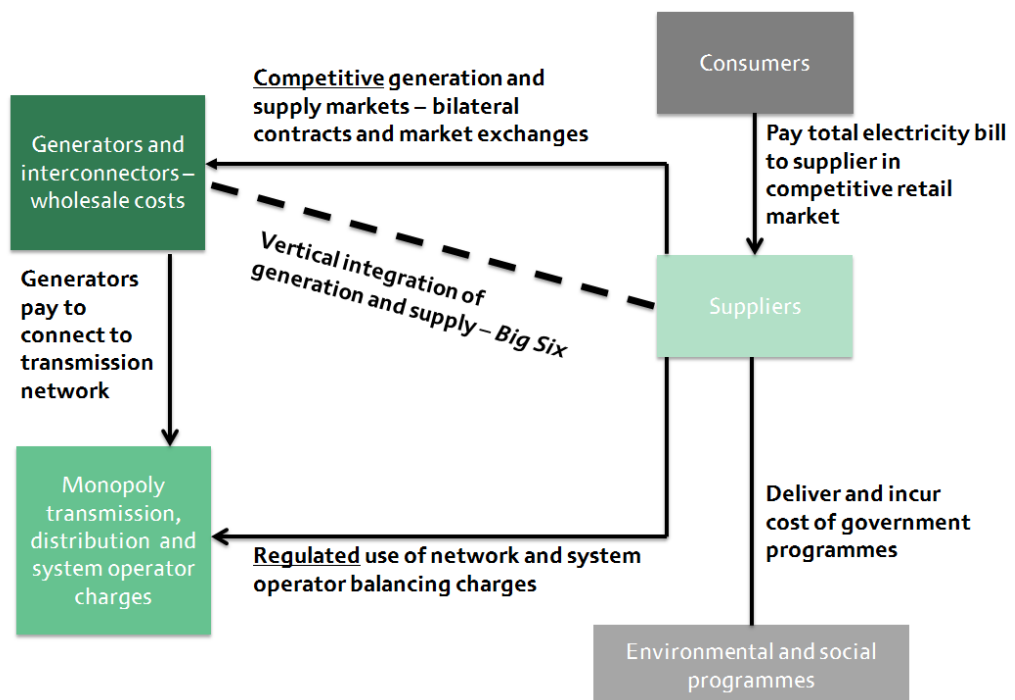 Consumers
Competitive generation and
supply markets – bilateral
contracts and market exchanges
Generators and
interconnectors –
wholesale costs
Pay total electricity bill
to supplier in
competitive retail
market
Vertical integration of
generation and supply – Big Six
Suppliers
Generators
pay to
connect to
transmission
network
Monopoly
transmission,
distribution and
system operator
charges
Deliver and incur
cost of government
programmes
Regulated use of network and system
operator balancing charges
Environmental and social
programmes